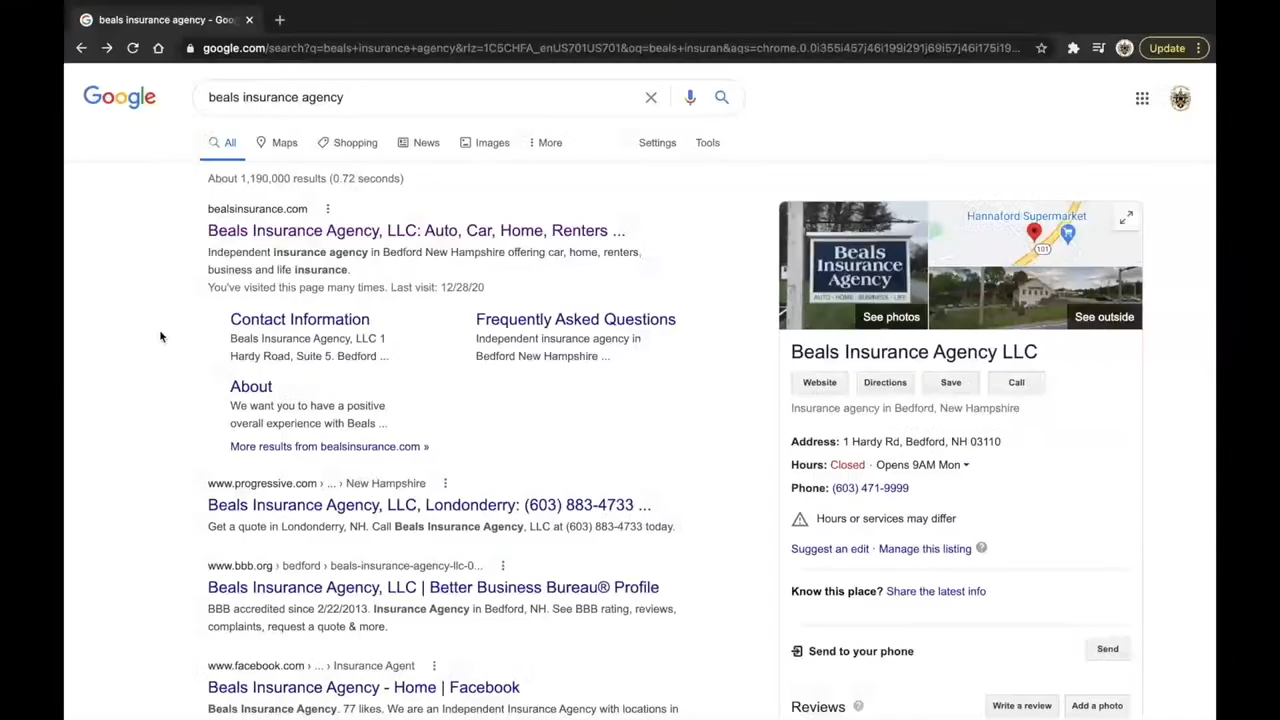 beals insurance agency - Goo
google.com/search?q=beals+insurance+agency&rlz=1C5CHFA_enUS701US701&oq=beals+insuran&aqs=chrome.0.0i355i457j46i199i291j69i57j46i175i19...
Update
Google
beals insurance agency
All
Maps
Shopping
News
Images
More
Settings
Tools
About 1,190,000 results (0.72 seconds)
bealsinsurance.com
Beals Insurance Agency, LLC: Auto, Car, Home, Renters ...
Independent insurance agency in Bedford New Hampshire offering car, home, renters,
business and life insurance.
You've visited this page many times. Last visit: 12/28/20
Contact Information
Beals Insurance Agency, LLC 1
Hardy Road, Suite 5. Bedford ...
Frequently Asked Questions
Independent insurance agency in
Bedford New Hampshire ...
About
We want you to have a positive
overall experience with Beals ...
More results from bealsinsurance.com »
www.progressive.com › ... › New Hampshire
Beals Insurance Agency, LLC, Londonderry: (603) 883-4733 ...
Get a quote in Londonderry, NH. Call Beals Insurance Agency, LLC at (603) 883-4733 today.
www.bbb.org › bedford › beals-insurance-agency-llc-0...
Beals Insurance Agency, LLC | Better Business Bureau® Profile
BBB accredited since 2/22/2013. Insurance Agency in Bedford, NH. See BBB rating, reviews,
complaints, request a quote & more.
www.facebook.com › ... › Insurance Agent
Beals Insurance Agency - Home | Facebook
Beals Insurance Agency. 77 likes. We are an Independent Insurance Agency with locations in
Beals
Insurance
Agency
AUTO · HOME · BUSINESS · LIFE
See photos
Hannaford Supermarket
101
See outside
Beals Insurance Agency LLC
Website
Directions
Save
Call
Insurance agency in Bedford, New Hampshire
Address: 1 Hardy Rd, Bedford, NH 03110
Hours: Closed · Opens 9AM Mon
Phone: (603) 471-9999
Hours or services may differ
Suggest an edit · Manage this listing
Know this place? Share the latest info
Send to your phone
Send
Reviews
Write a review
Add a photo